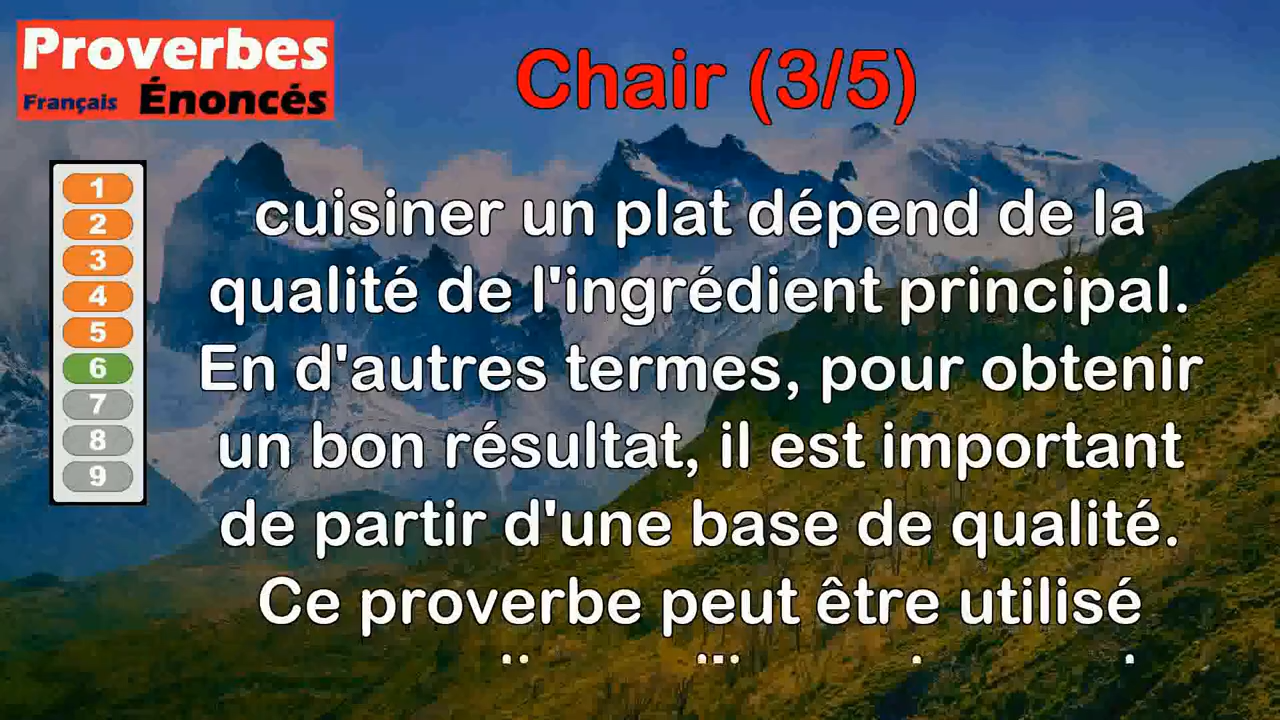 Proverbes
Français Énoncés
Chair (3/5)
1
2
3
4
5
6
7
8
9
cuisiner un plat dépend de la
qualité de l'ingrédient principal.
En d'autres termes, pour obtenir
un bon résultat, il est important
de partir d'une base de qualité.
Ce proverbe peut être utilisé